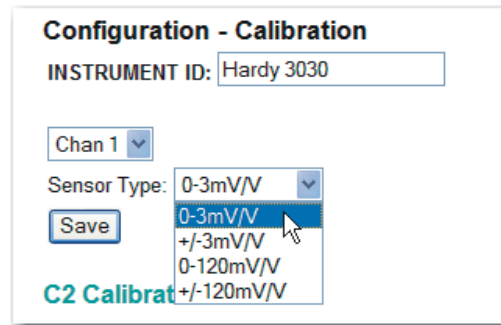 Configuration - Calibration
INSTRUMENT ID: Hardy 3030
Chan 1
Sensor Type: 0-3mV/V
Save
0-3mV/V
+/-3mV/V
0-120mV/V
+/-120mV/V
C2 Calibrat